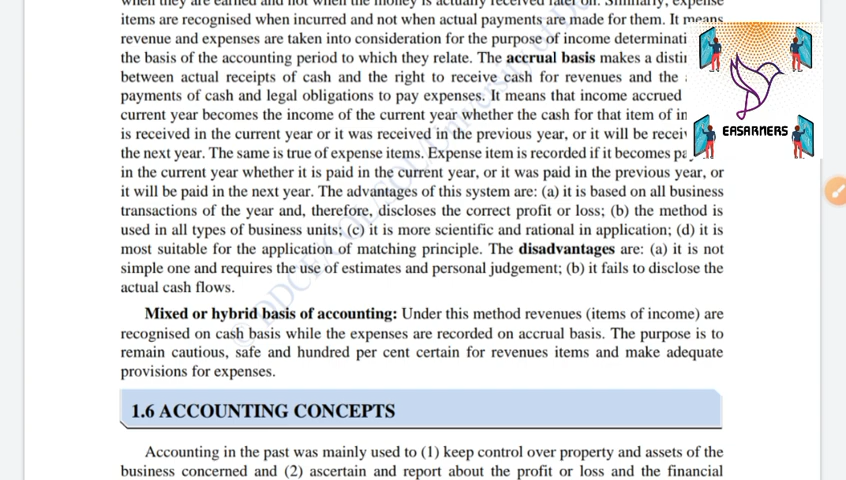 when they are earned and not when the money is actually received later on. Similarly, expense
items are recognised when incurred and not when actual payments are made for them. It means
revenue and expenses are taken into consideration for the purpose of income
the basis of the accounting period to which they relate. The accrual basis makes a
between actual receipts of cash and the right to receive cash for revenues and the
payments of cash and legal obligations to pay expenses. It means that income accrued
current year becomes the income of the current year whether the cash for that item of
is received in the current year or it was received in the previous year, or it will be
the next year. The same is true of expense items. Expense item is recorded if it becomes
in the current year whether it is paid in the current year, or it was paid in the previous year, or
it will be paid in the next year. The advantages of this system are: (a) it is based on all business
transactions of the year and, therefore, discloses the correct profit or loss; (b) the method is
used in all types of business units; (c) it is more scientific and rational in application; (d) it is
most suitable for the application of matching principle. The disadvantages are: (a) it is not
simple one and requires the use of estimates and personal judgement; (b) it fails to disclose the
actual cash flows.
Mixed or hybrid basis of accounting: Under this method revenues (items of income) are
recognised on cash basis while the expenses are recorded on accrual basis. The purpose is to
remain cautious, safe and hundred per cent certain for revenues items and make adequate
provisions for expenses.
1.6 ACCOUNTING CONCEPTS
Accounting in the past was mainly used to (1) keep control over property and assets of the
business concerned and (2) ascertain and report about the profit or loss and the financial
EASARNERS